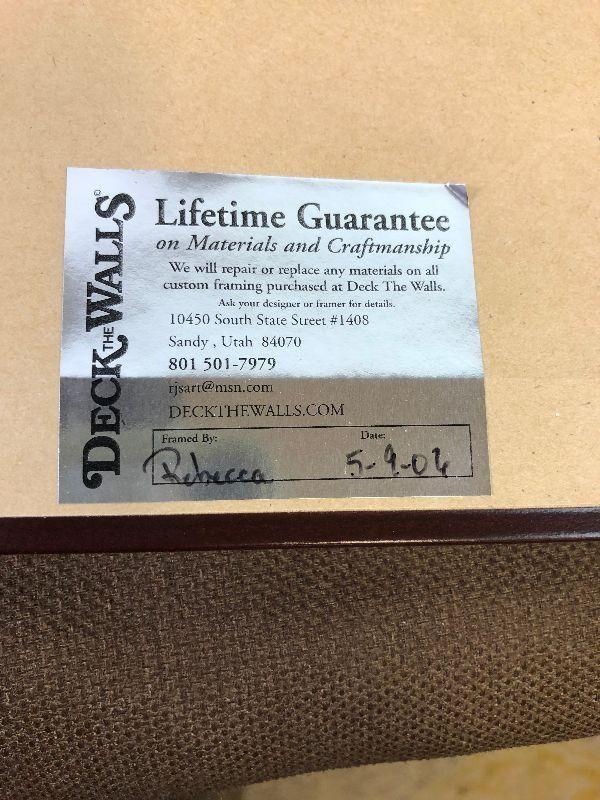 DECK THE WALLS©
Lifetime Guarantee
on Materials and Craftmanship
We will repair or replace any materials on all
custom framing purchased at Deck The Walls.
Ask your designer or framer for details.
10450 South State Street #1408
Sandy , Utah 84070
801 501-7979
rjsart@msn.com
DECKTHEWALLS.COM
Framed By: Date:
Rebecca 5-9-06